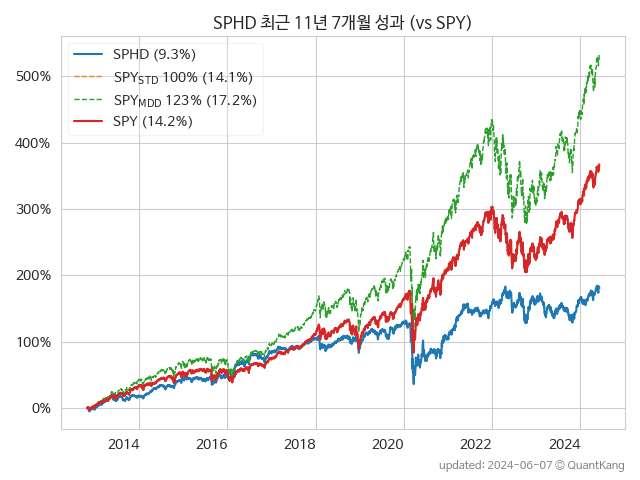 SPHD 최근 11년 7개월 성과 (vs SPY)
SPHD (9.3%)
SPY_STD 100% (14.1%)
SPY_MDD 123% (17.2%)
SPY (14.2%)
500%
400%
300%
200%
100%
0%
2014 2016 2018 2020 2022 2024
updated: 2024-06-07 © QuantKang